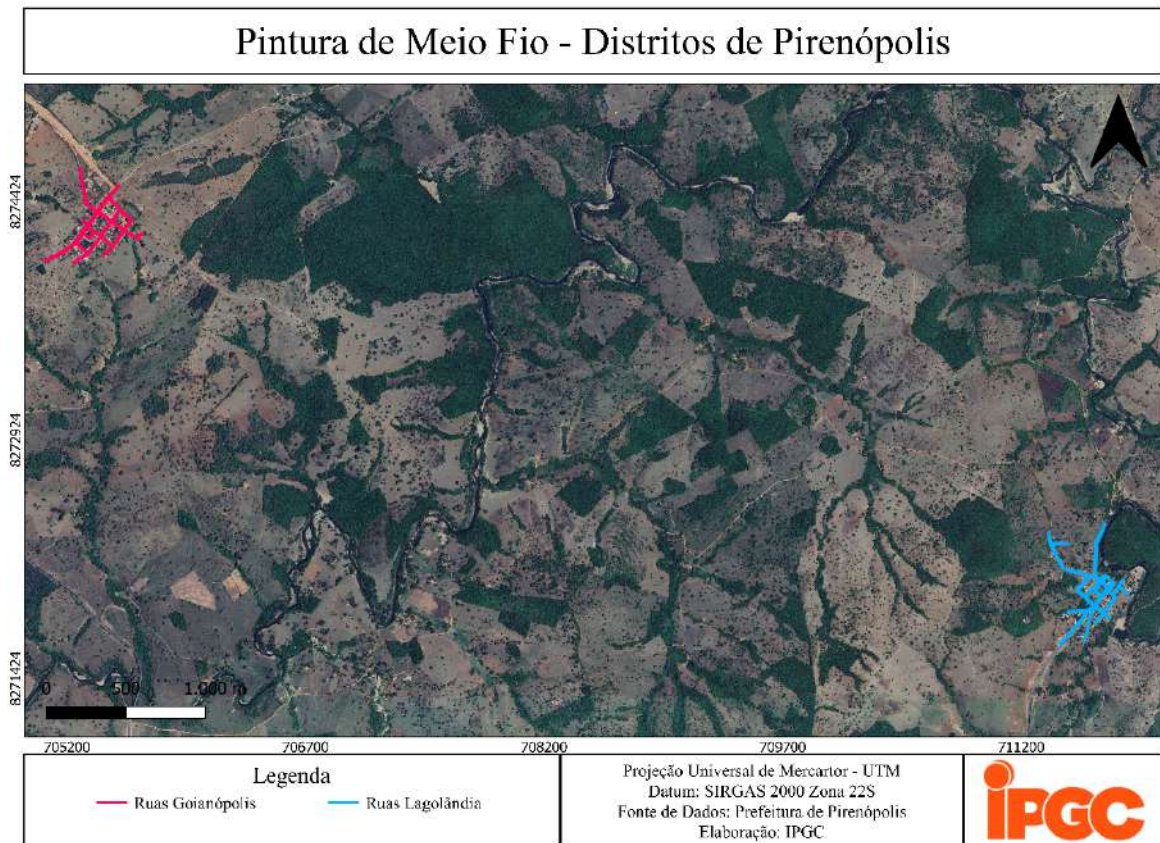 Pintura de Meio Fio - Distritos de Pirenópolis
8274424
8272924
8271424
0 500 1.000 m
705200 706700 708200 709700 711200
Legenda
Ruas Goianópolis Ruas Lagolândia
Projeção Universal de Mercartor - UTM
Datum: SIRGAS 2000 Zona 22S
Fonte de Dados: Prefeitura de Pirenópolis
Elaboração: IPGC
IPGC